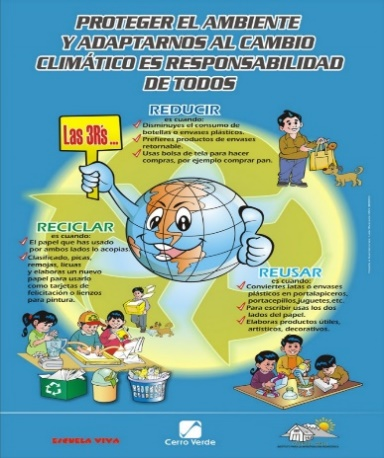 PROTEGER EL AMBIENTE
Y ADAPTARNOS AL CAMBIO
CLIMÁTICO ES RESPONSABILIDAD
DE TODOS
Las 3R's...
REDUCIR
es cuando:
Disminuyes el consumo de
botellas o envases plásticos.
Prefieres productos de envases
retornable.
Usas bolsa de tela para hacer
compras, por ejemplo comprar pan.
RECICLAR
es cuando:
El papel que has usado
por ambos lados lo acopias.
Clasificado, picas,
remojas, licuas
y elaboras un nuevo
papel para usarlo
como tarjetas de
felicitación o lienzos
para pintura.
REUSAR
es cuando:
Conviertes latas o envases
plásticos en portalapiceros,
portacepillos,juguetes,etc.
Para escribir usas los dos
lados del papel.
Elaboras productos utiles,
artísticos, decorativos.
ESCUELA VIVA
Cerro Verde